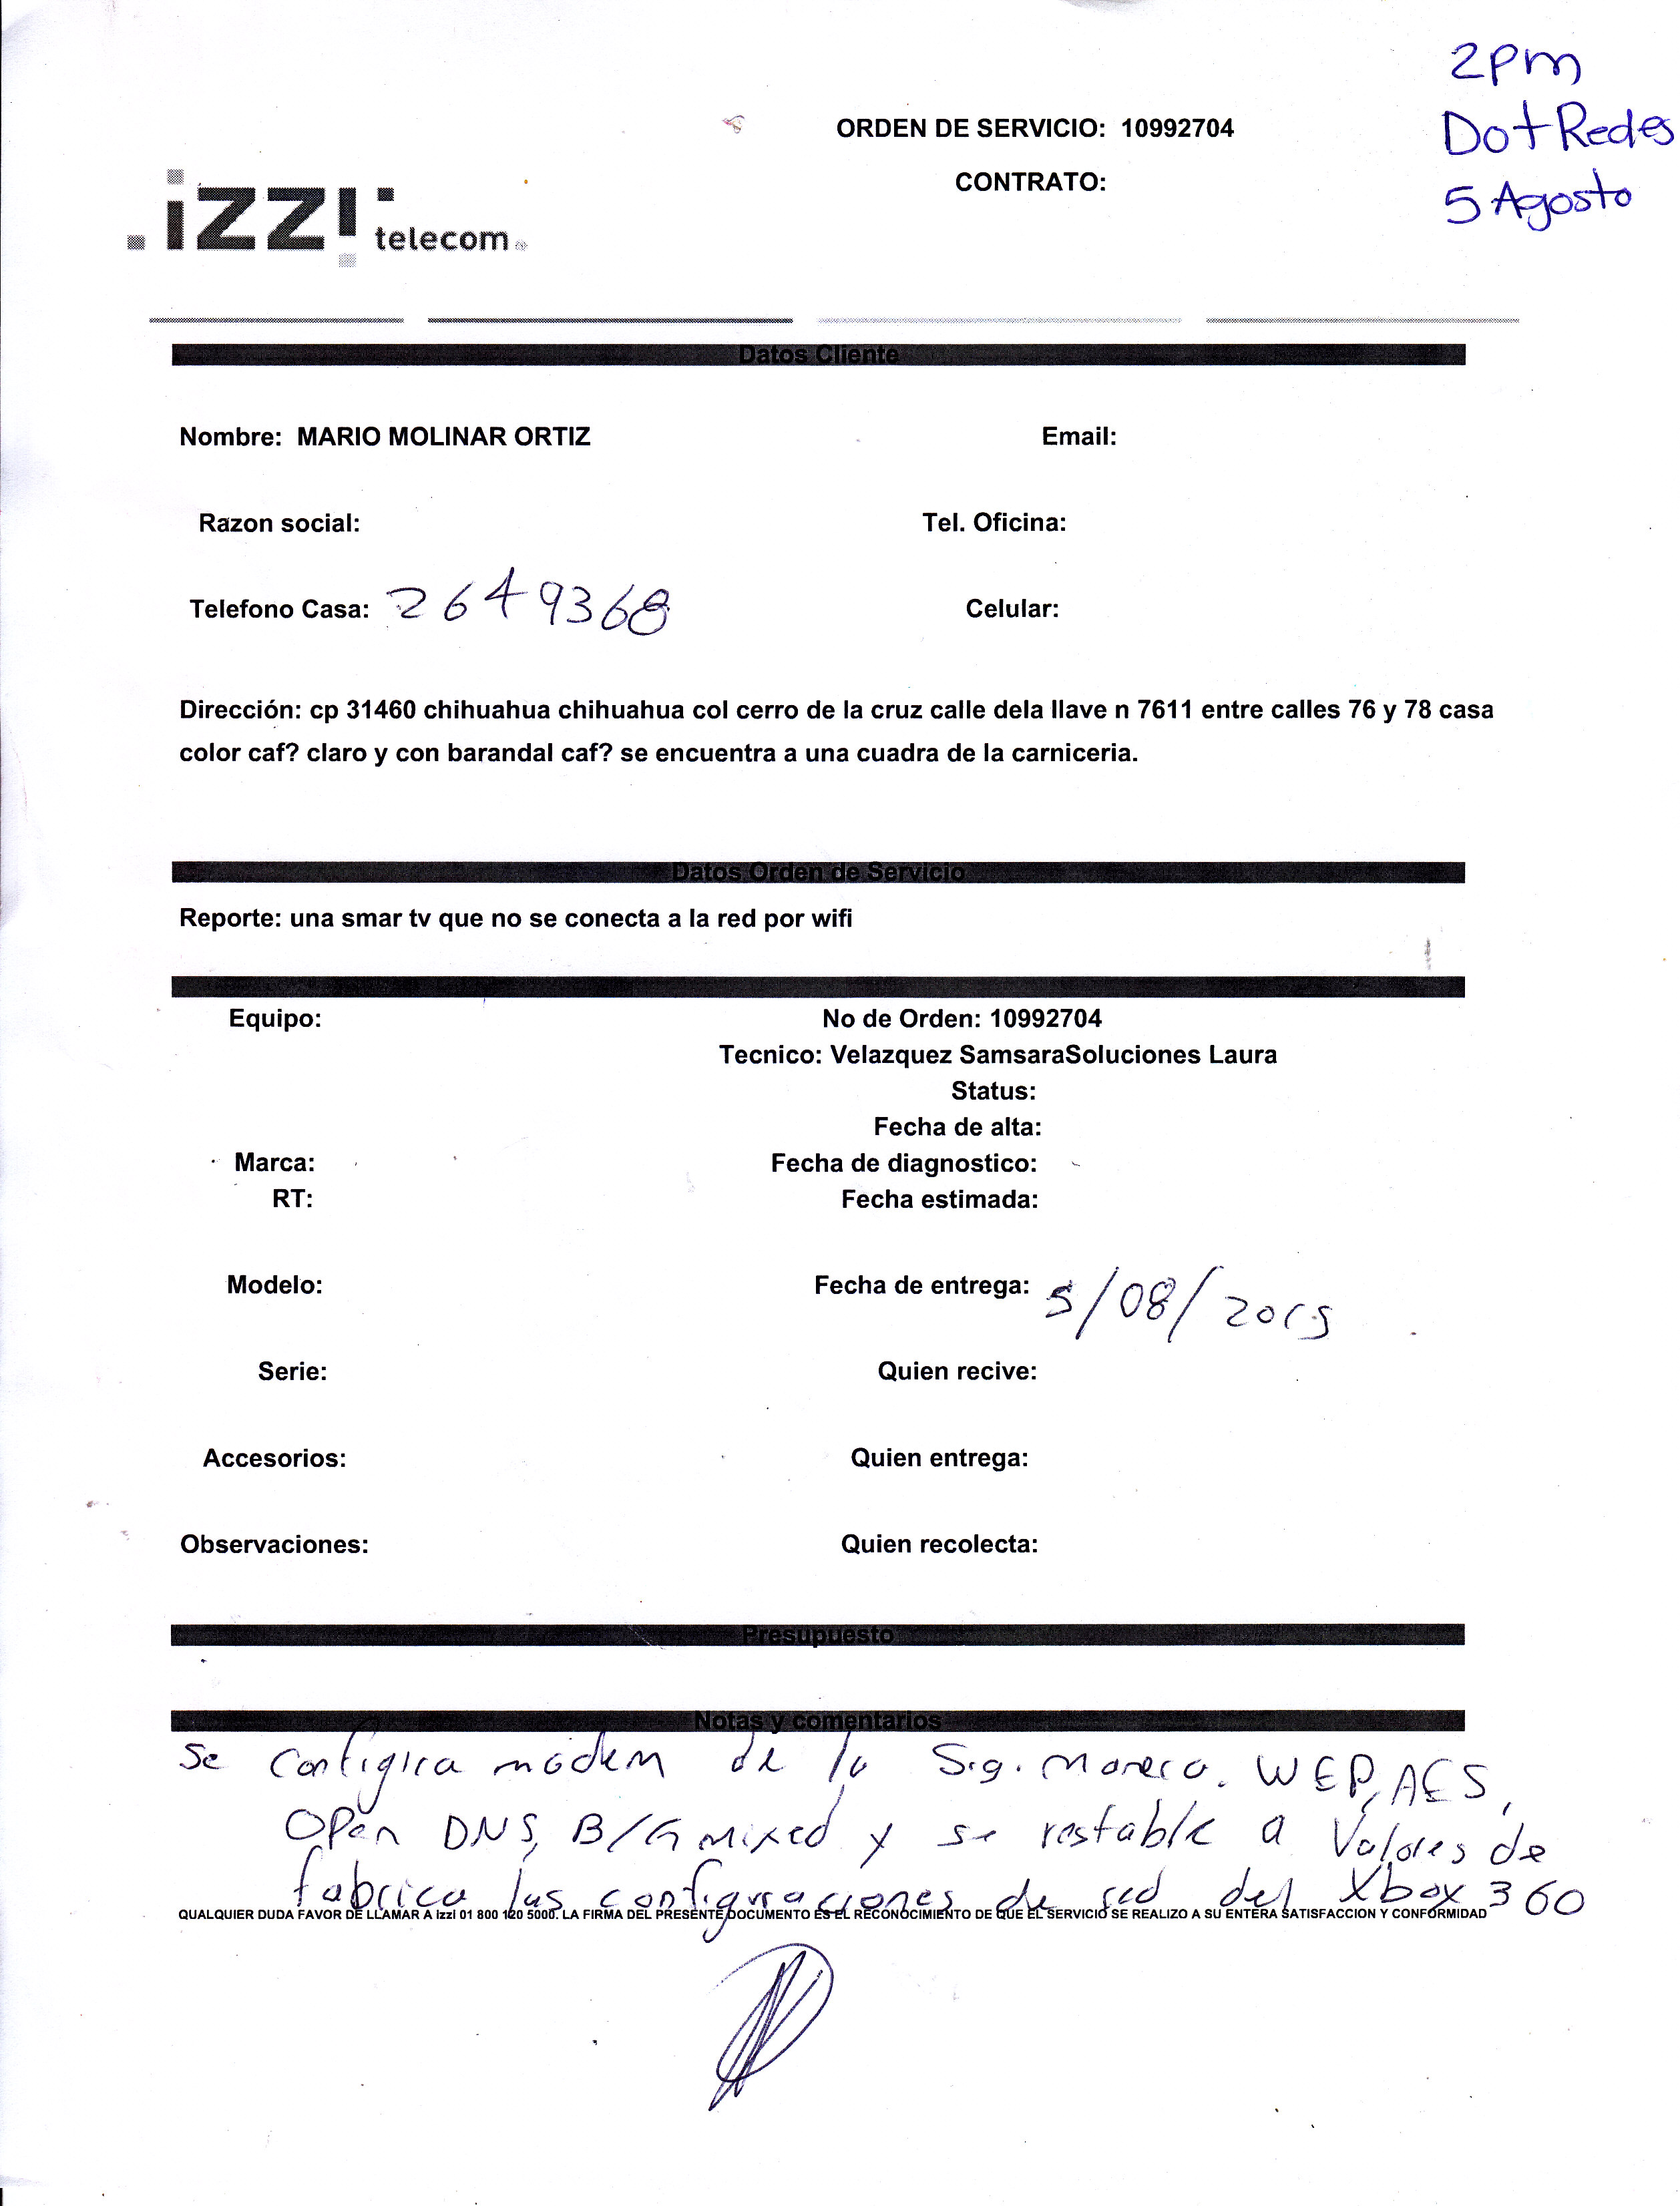 2pm
Dot Redes
5 Agosto
ORDEN DE SERVICIO: 10992704
CONTRATO:
izzi telecom
Datos Cliente
Nombre: MARIO MOLINAR ORTIZ Email:
Razon social: Tel. Oficina:
Telefono Casa: 2649368 Celular:
Dirección: cp 31460 chihuahua chihuahua col cerro de la cruz calle dela llave n 7611 entre calles 76 y 78 casa
color caf? claro y con barandal caf? se encuentra a una cuadra de la carniceria.
Datos Orden de Servicio
Reporte: una smar tv que no se conecta a la red por wifi
Equipo: No de Orden: 10992704
Tecnico: Velazquez SamsaraSoluciones Laura
Status:
Fecha de alta:
Marca: Fecha de diagnostico:
RT: Fecha estimada:
Modelo: Fecha de entrega: 5/08/2015
Serie: Quien recive:
Accesorios: Quien entrega:
Observaciones: Quien recolecta:
Presupuesto
Notas y comentarios
Se configura modem de la Sig. manera. WEP, AES,
Open DNS, B/G mixed y se restable a Valores de
fabrica las configuraciones de red del Xbox 360
QUALQUIER DUDA FAVOR DE LLAMAR A Izzi 01 800 120 5000. LA FIRMA DEL PRESENTE DOCUMENTO ES EL RECONOCIMIENTO DE QUE EL SERVICIO SE REALIZO A SU ENTERA SATISFACCION Y CONFORMIDAD